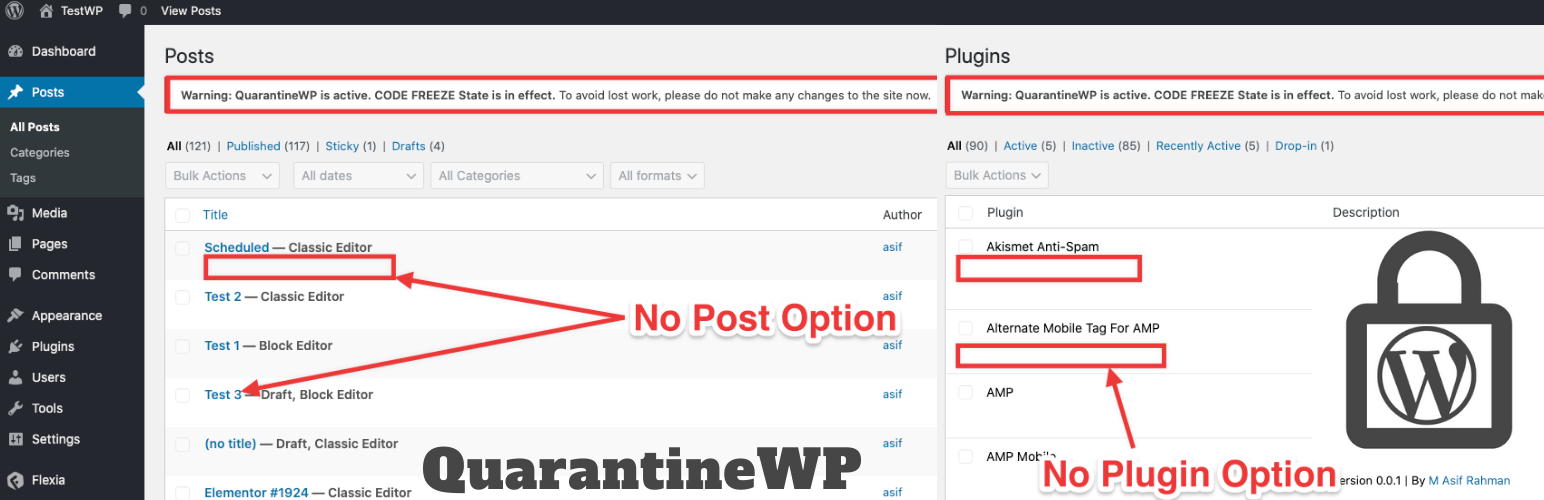 TestWP 0 View Posts
Dashboard
Posts
All Posts
Categories
Tags
Media
Pages
Comments
Appearance
Plugins
Users
Tools
Settings
Flexia
Posts
Warning: QuarantineWP is active. CODE FREEZE State is in effect. To avoid lost work, please do not make any changes to the site now.
All (121) | Published (117) | Sticky (1) | Drafts (4)
Bulk Actions All dates All Categories All formats
Title Author
Scheduled — Classic Editor asif
Test 2 — Classic Editor asif
Test 1 — Block Editor asif
Test 3 — Draft, Block Editor asif
(no title) — Draft, Classic Editor asif
Elementor #1924 — Classic Editor asif
No Post Option
QuarantineWP
Plugins
Warning: QuarantineWP is active. CODE FREEZE State is in effect. To avoid lost work, please do not mak
All (90) | Active (5) | Inactive (85) | Recently Active (5) | Drop-in (1)
Bulk Actions
Plugin Description
Akismet Anti-Spam
Alternate Mobile Tag For AMP
AMP
AMP Mobile
No Plugin Option
ersion 0.0.1 | By M Asif Rahman